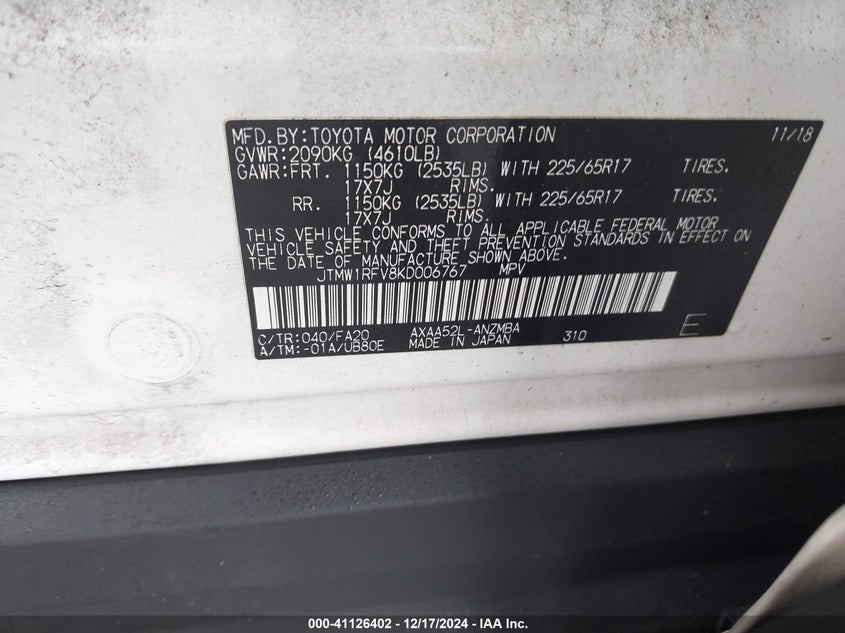 MFD. BY: TOYOTA MOTOR CORPORATION 11/18
GVWR: 2090KG (4610LB)
GAWR: FRT. 1150KG (2535LB) WITH 225/65R17 TIRES.
17X7J RIMS.
RR. 1150KG (2535LB) WITH 225/65R17 TIRES.
17X7J RIMS.
THIS VEHICLE CONFORMS TO ALL APPLICABLE FEDERAL MOTOR
VEHICLE SAFETY AND THEFT PREVENTION STANDARDS IN EFFECT ON
THE DATE OF MANUFACTURE SHOWN ABOVE.
JTMW1RFV8KD006767 MPV
C/TR: 040/FA20 AXAA52L-ANZMBA 310 E
A/TM: -01A/UB80E MADE IN JAPAN
000-41126402 / 12/17/2024 - IAA Inc.